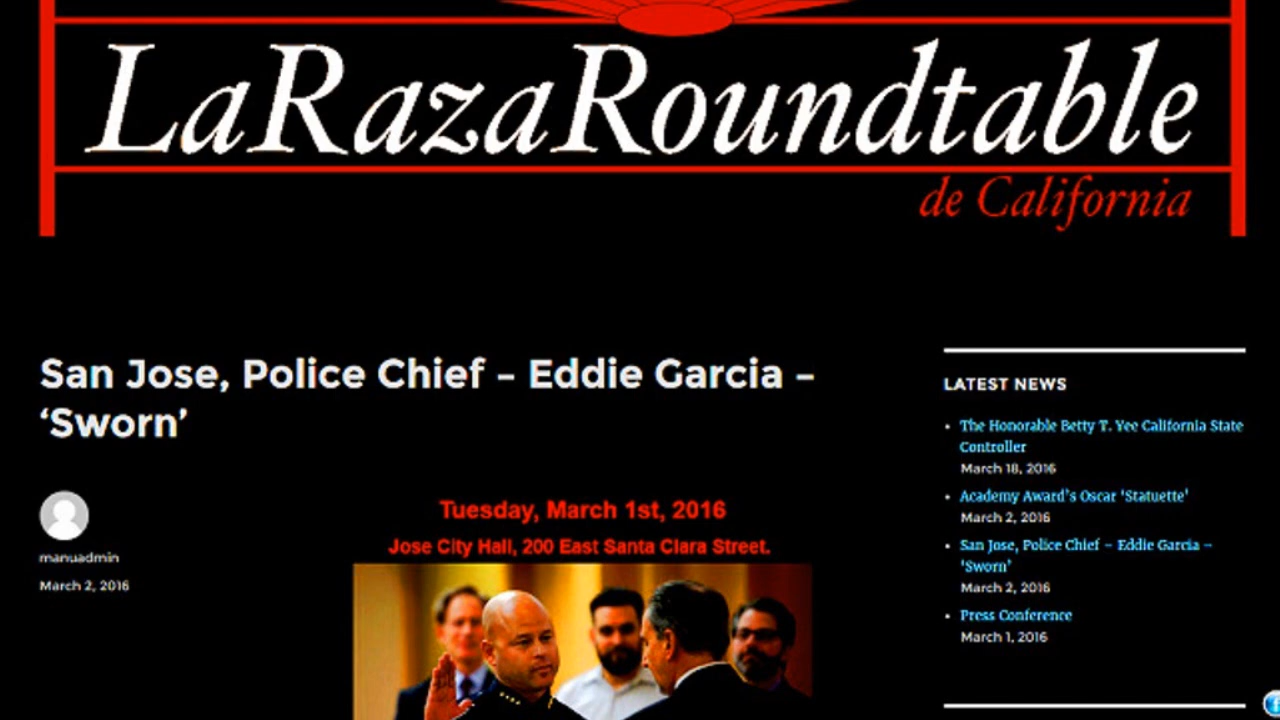 LaRazaRoundtable
de California
San Jose, Police Chief – Eddie Garcia –
‘Sworn’
manuadmin
March 2, 2016
Tuesday, March 1st, 2016
Jose City Hall, 200 East Santa Clara Street.
LATEST NEWS
The Honorable Betty T. Yee California State
Controller
March 18, 2016
Academy Award’s Oscar ‘Statuette’
March 2, 2016
San Jose, Police Chief – Eddie Garcia –
‘Sworn’
March 2, 2016
Press Conference
March 1, 2016